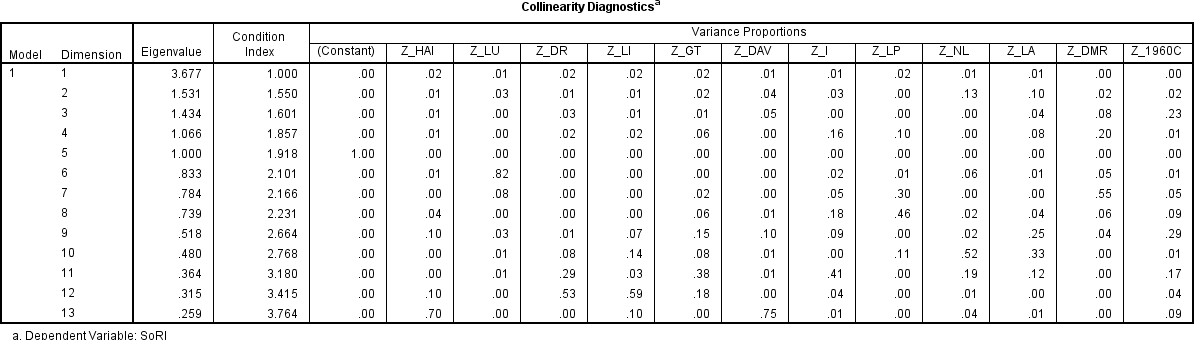 Collinearity Diagnosticsᵃ
Variance Proportions
Model Dimension Eigenvalue Condition Index (Constant) Z_HAI Z_LU Z_DR Z_LI Z_GT Z_DAV Z_I Z_LP Z_NL Z_LA Z_DMR Z_1960C
1 1 3.677 1.000 .00 .02 .01 .02 .02 .02 .01 .01 .02 .01 .01 .00 .00
2 1.531 1.550 .00 .01 .03 .01 .01 .02 .04 .03 .00 .13 .10 .02 .02
3 1.434 1.601 .00 .01 .00 .03 .01 .01 .05 .00 .00 .00 .04 .08 .23
4 1.066 1.857 .00 .01 .00 .02 .02 .06 .00 .16 .10 .00 .08 .20 .01
5 1.000 1.918 1.00 .00 .00 .00 .00 .00 .00 .00 .00 .00 .00 .00 .00
6 .833 2.101 .00 .01 .82 .00 .00 .00 .00 .02 .01 .06 .01 .05 .01
7 .784 2.166 .00 .00 .08 .00 .00 .02 .00 .05 .30 .00 .00 .55 .05
8 .739 2.231 .00 .04 .00 .00 .00 .06 .01 .18 .46 .02 .04 .06 .09
9 .518 2.664 .00 .10 .03 .01 .07 .15 .10 .09 .00 .02 .25 .04 .29
10 .480 2.768 .00 .00 .01 .08 .14 .08 .01 .00 .11 .52 .33 .00 .01
11 .364 3.180 .00 .00 .01 .29 .03 .38 .01 .41 .00 .19 .12 .00 .17
12 .315 3.415 .00 .10 .00 .53 .59 .18 .00 .04 .00 .01 .00 .00 .04
13 .259 3.764 .00 .70 .00 .00 .10 .00 .75 .01 .00 .04 .01 .00 .09
a. Dependent Variable: SoRI